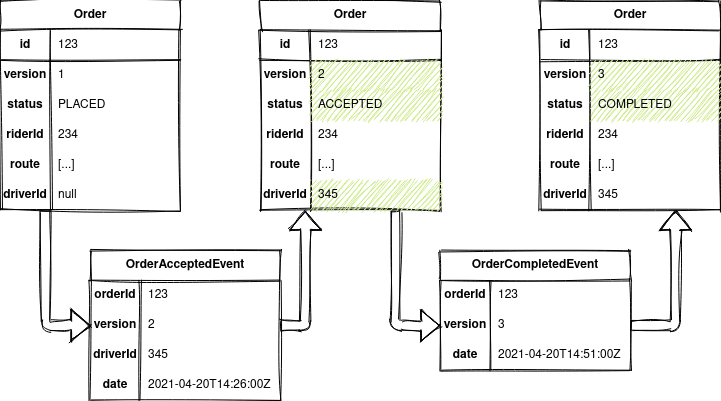 Order
id 123
version 1
status PLACED
riderId 234
route [...]
driverId null
Order
id 123
version 2
status ACCEPTED
riderId 234
route [...]
driverId 345
Order
id 123
version 3
status COMPLETED
riderId 234
route [...]
driverId 345
OrderAcceptedEvent
orderId 123
version 2
driverId 345
date 2021-04-20T14:26:00Z
OrderCompletedEvent
orderId 123
version 3
date 2021-04-20T14:51:00Z